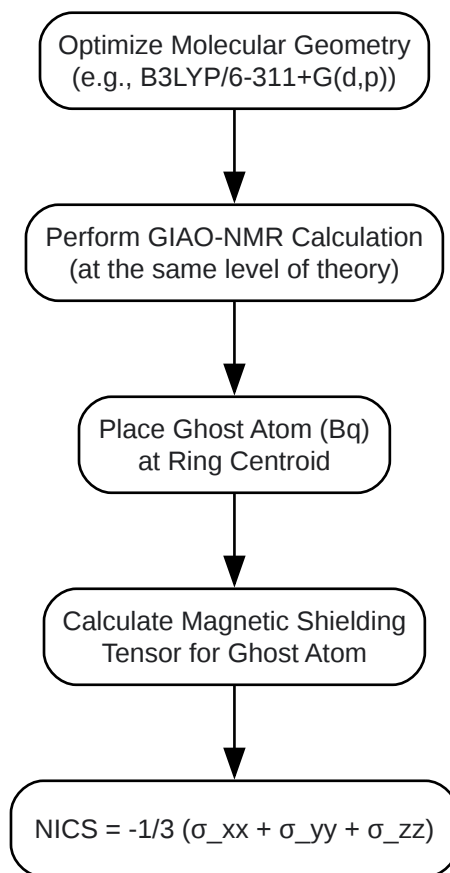 Optimize Molecular Geometry
(e.g., B3LYP/6-311+G(d,p))
Perform GIAO-NMR Calculation
(at the same level of theory)
Place Ghost Atom (Bq)
at Ring Centroid
Calculate Magnetic Shielding
Tensor for Ghost Atom
NICS = -1/3 (σ_xx + σ_yy + σ_zz)